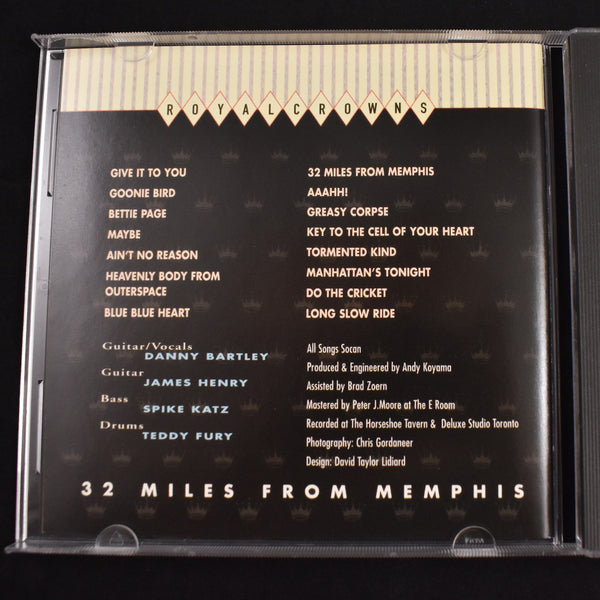 ROYALCROWNS
GIVE IT TO YOU
GOONIE BIRD
BETTIE PAGE
MAYBE
AIN'T NO REASON
HEAVENLY BODY FROM
OUTERSPACE
BLUE BLUE HEART
32 MILES FROM MEMPHIS
AAAHH!
GREASY CORPSE
KEY TO THE CELL OF YOUR HEART
TORMENTED KIND
MANHATTAN'S TONIGHT
DO THE CRICKET
LONG SLOW RIDE
Guitar/Vocals
DANNY BARTLEY
Guitar
JAMES HENRY
Bass
SPIKE KATZ
Drums
TEDDY FURY
All Songs Socan
Produced & Engineered by Andy Koyama
Assisted by Brad Zoern
Mastered by Peter J.Moore at The E Room
Recorded at The Horseshoe Tavern & Deluxe Studio Toronto
Photography: Chris Gordaneer
Design: David Taylor Lidiard
32 MILES FROM MEMPHIS